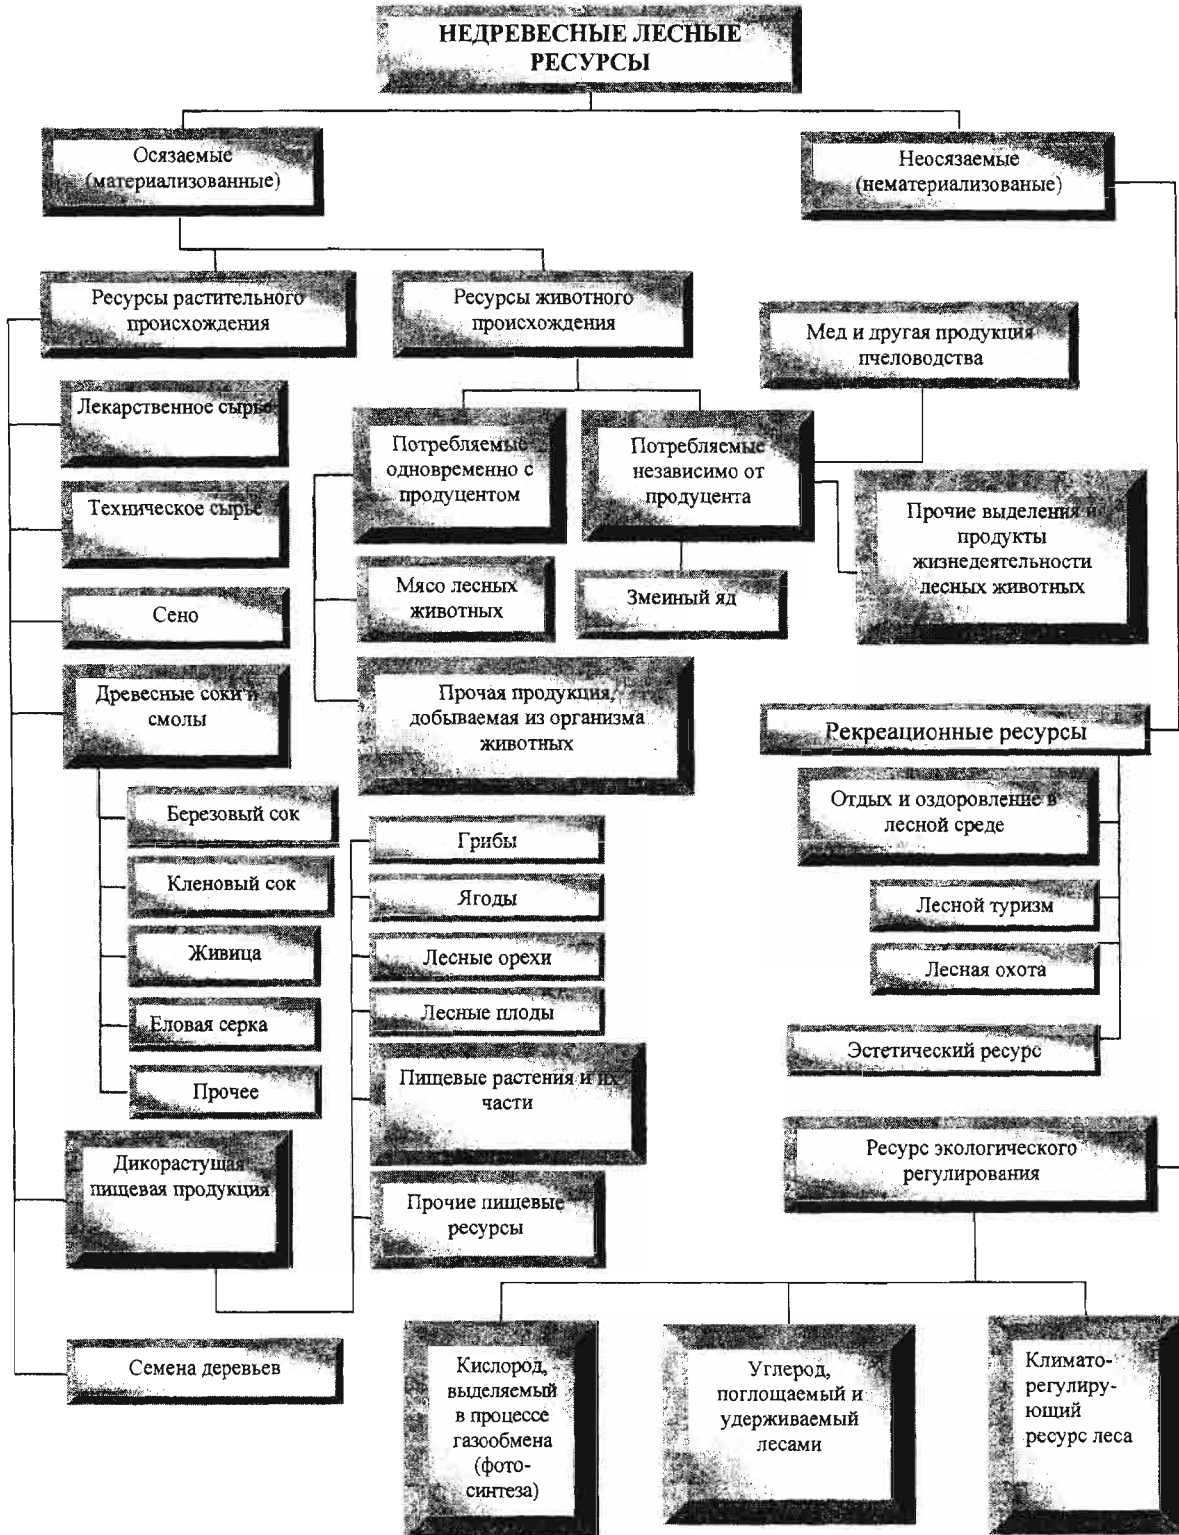 НЕДРЕВЕСНЫЕ ЛЕСНЫЕ
РЕСУРСЫ
Осязаемые
(материализованные)
Неосязаемые
(нематериализованые)
Ресурсы растительного
происхождения
Ресурсы животного
происхождения
Мед и другая продукция
пчеловодства
Лекарственное сырье
Техническое сырье
Сено
Древесные соки и
смолы
Потребляемые
одновременно с
продуцентом
Потребляемые
независимо от
продуцента
Прочие выделения и
продукты
жизнедеятельности
лесных животных
Мясо лесных
животных
Змеиный яд
Прочая продукция,
добываемая из организма
животных
Рекреационные ресурсы
Отдых и оздоровление в
лесной среде
Лесной туризм
Лесная охота
Эстетический ресурс
Березовый сок
Кленовый сок
Живица
Еловая серка
Прочее
Грибы
Ягоды
Лесные орехи
Лесные плоды
Пищевые растения и их
части
Прочие пищевые
ресурсы
Дикорастущая
пищевая продукция
Семена деревьев
Ресурс экологического
регулирования
Кислород,
выделяемый
в процессе
газообмена
(фото-
синтеза)
Углерод,
поглощаемый и
удерживаемый
лесами
Климато-
регулирую-
ющий
ресурс леса